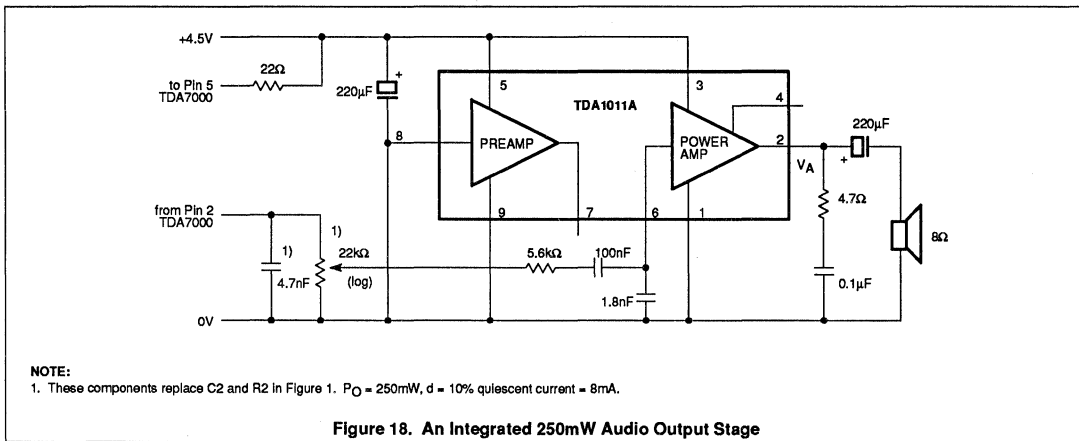 +4.5V
22Ω
to Pin 5
TDA7000
220µF
+
5
3
TDA1011A
4
8
PREAMP
POWER
AMP
2
220µF
+
V_A
4.7Ω
9
7
6
1
from Pin 2
TDA7000
1)
1)
22kΩ
(log)
4.7nF
5.6kΩ
100nF
1.8nF
8Ω
0.1µF
0V
NOTE:
1. These components replace C2 and R2 in Figure 1. P_O = 250mW, d = 10% quiescent current = 8mA.
Figure 18. An Integrated 250mW Audio Output Stage